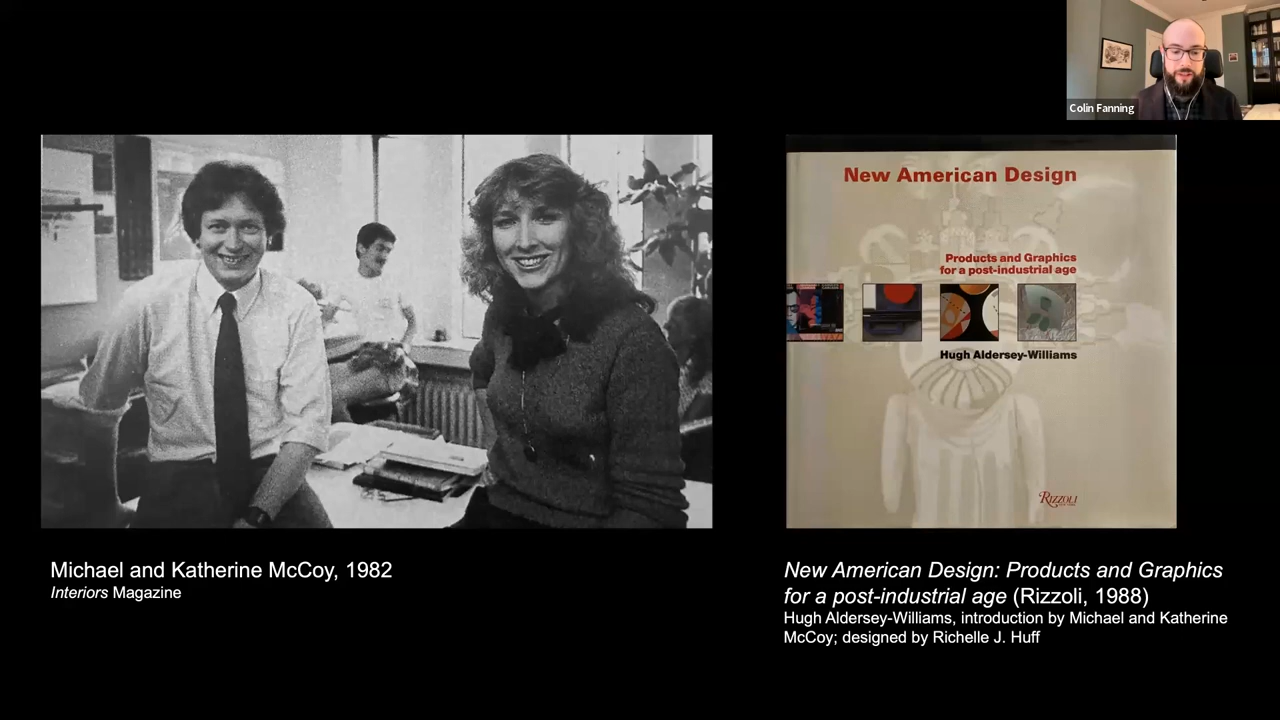 Colin Fanning
New American Design
Products and Graphics
for a post-industrial age
Hugh Aldersey-Williams
RIZZOLI
NEW YORK
Michael and Katherine McCoy, 1982
Interiors Magazine
New American Design: Products and Graphics
for a post-industrial age (Rizzoli, 1988)
Hugh Aldersey-Williams, introduction by Michael and Katherine
McCoy; designed by Richelle J. Huff